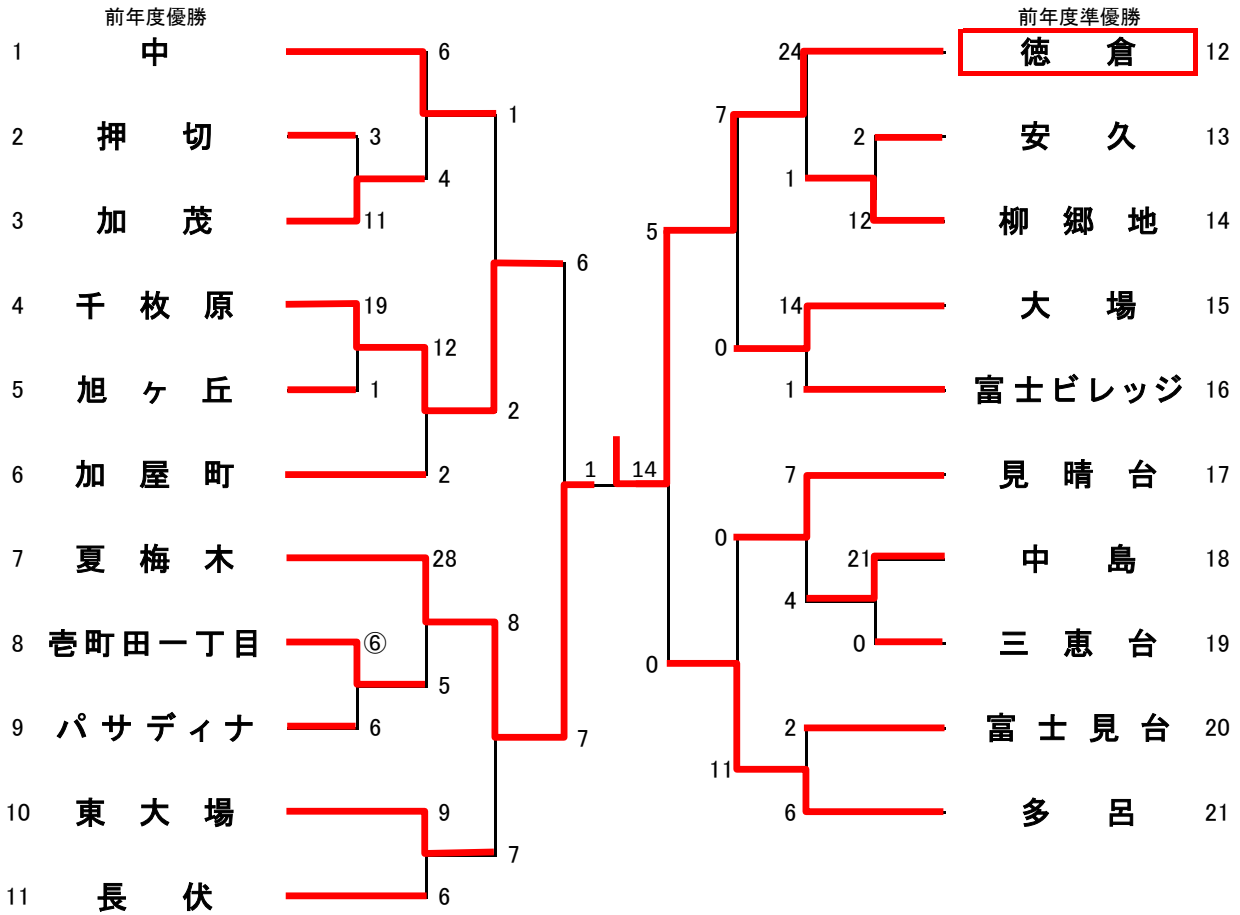 前年度優勝 前年度準優勝
1 中 6 24 徳倉 12
1 7
2 押切 3 2 安久 13
4 1
3 加茂 11 12 柳郷地 14
5
6
4 千枚原 19 14 大場 15
12 0
5 旭ヶ丘 1 1 富士ビレッジ 16
2
6 加屋町 2 1 14 7 見晴台 17
0
7 夏梅木 28 21 中島 18
4
8 8壱町田一丁目 ⑥ 0 三恵台 19
5 0
9 パサディナ 6 2 富士見台 20
7
11
10 東大場 9 6 多呂 21
7
11 長伏 6